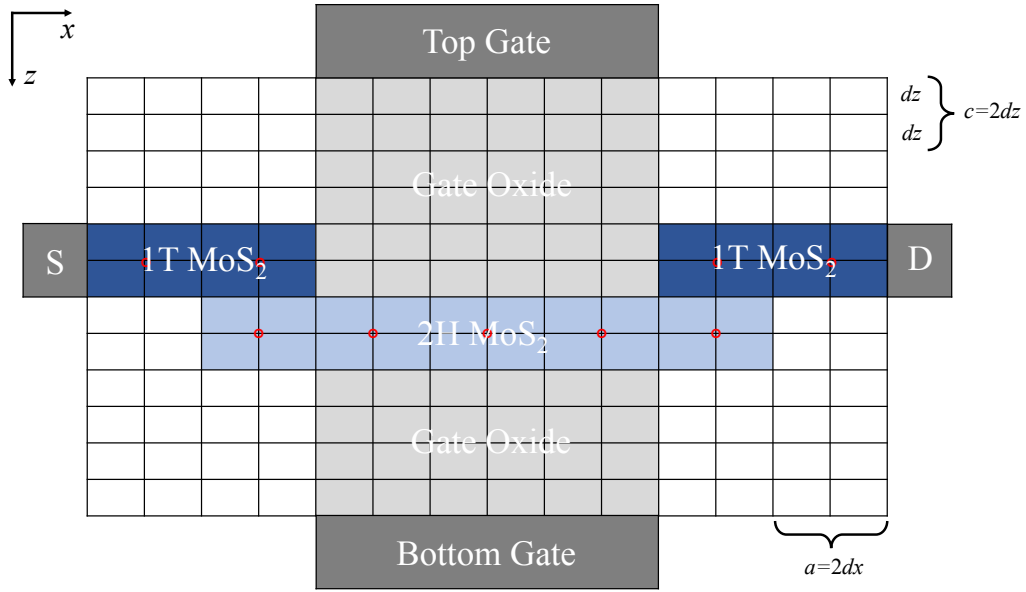 x
z
Top Gate
dz
dz
c=2dz
Gate Oxide
S
1T MoS₂
1T MoS₂
D
2H MoS₂
Gate Oxide
Bottom Gate
a=2dx